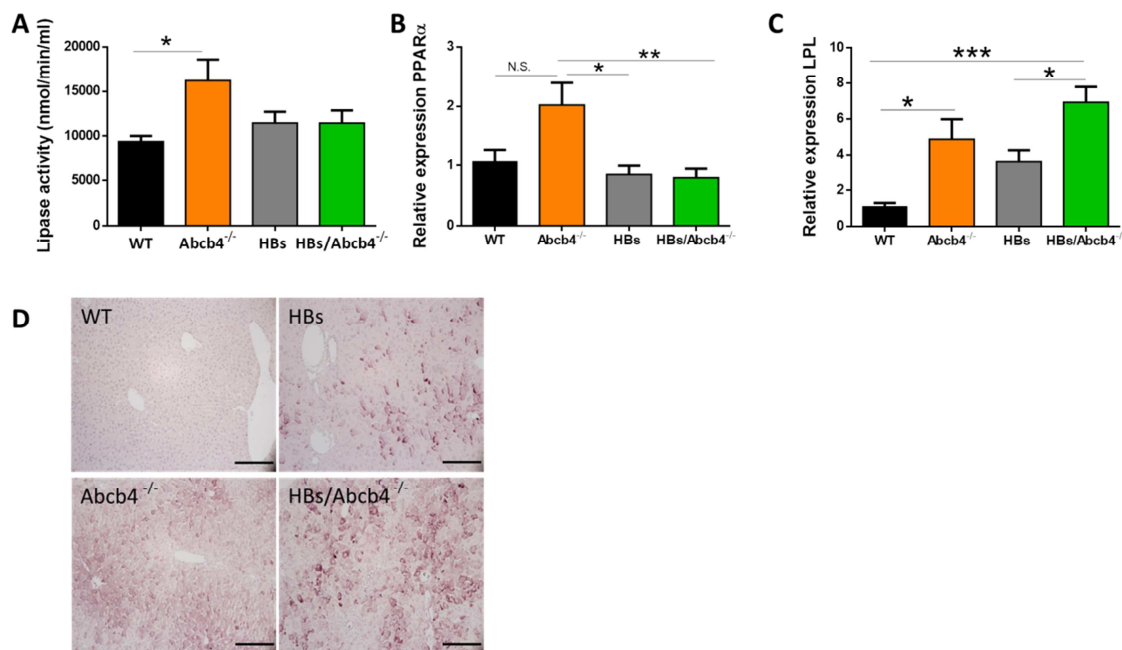 A
Lipase activity (nmol/min/ml)
20000
15000
10000
5000
0
*
WT
Abcb4-/-
HBs
HBs/Abcb4-/-
B
Relative expression PPARα
3
2
1
0
N.S.
*
**
WT
Abcb4-/-
HBs
HBs/Abcb4-/-
C
Relative expression LPL
10
8
6
4
2
0
*
*
***
WT
Abcb4-/-
HBs
HBs/Abcb4-/-
D
WT
HBs
Abcb4 -/-
HBs/Abcb4 -/-